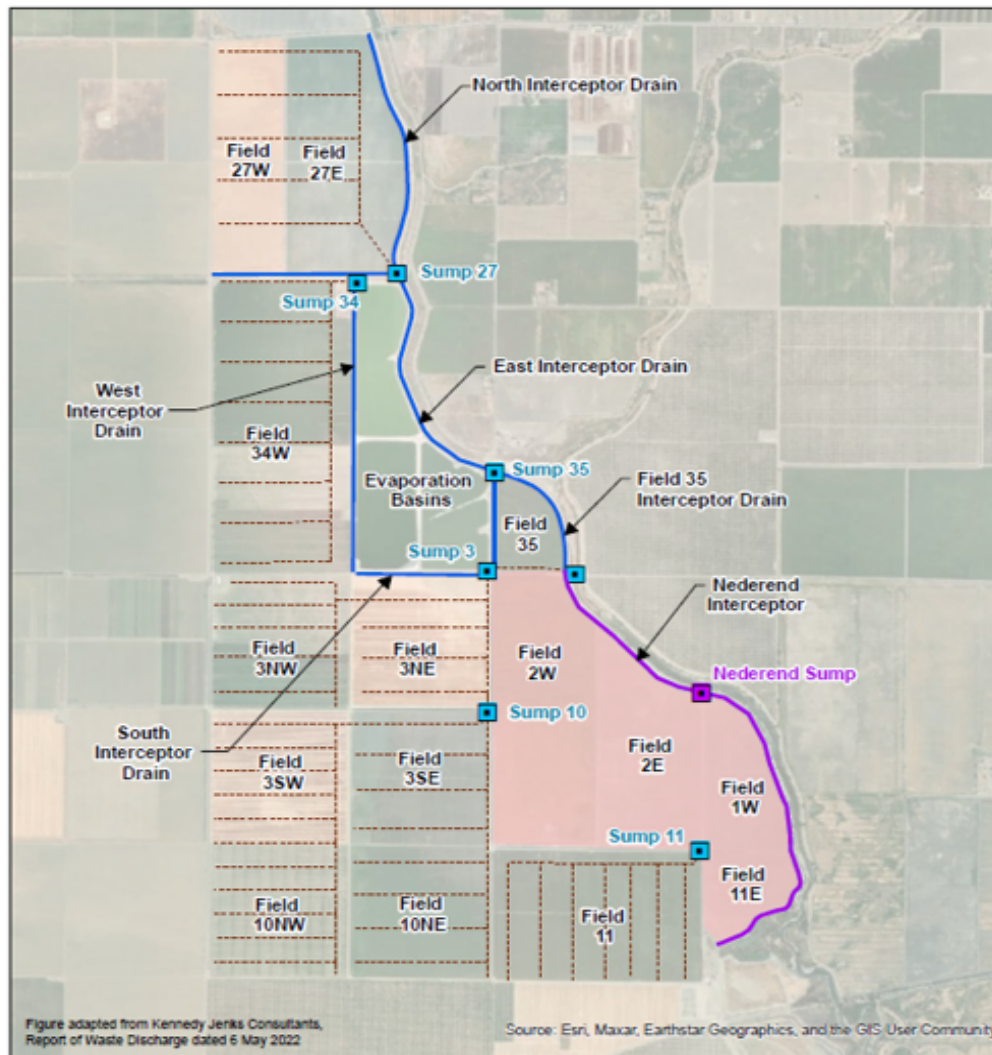 North Interceptor Drain
Field
27W
Field
27E
Sump 27
Sump 34
East Interceptor Drain
West
Interceptor
Drain
Field
34W
Sump 35
Evaporation
Basins
Field 35
Interceptor Drain
Field
35
Sump 3
Nederend
Interceptor
Field
3NW
Field
3NE
Field
2W
Nederend Sump
Sump 10
South
Interceptor
Drain
Field
3SW
Field
3SE
Field
2E
Field
1W
Sump 11
Field
11E
Field
10NW
Field
10NE
Field
11
Figure adapted from Kennedy Jenks Consultants,
Report of Waste Discharge dated 6 May 2022
Source: Esri, Maxar, Earthstar Geographics, and the GIS User Community